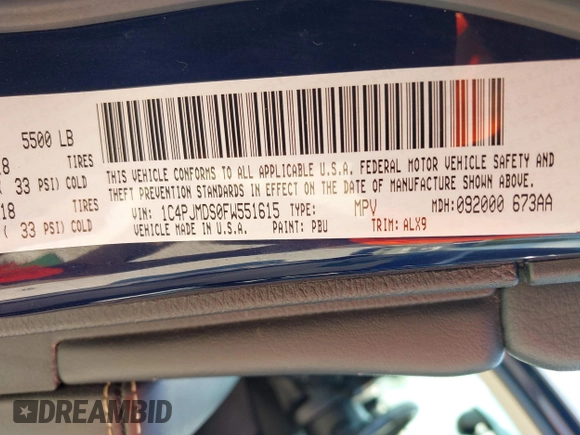 5500 LB
18 TIRES
33 PSI) COLD
18 TIRES
( 33 PSI) COLD
THIS VEHICLE CONFORMS TO ALL APPLICABLE U.S.A. FEDERAL MOTOR VEHICLE SAFETY AND
THEFT PREVENTION STANDARDS IN EFFECT ON THE DATE OF MANUFACTURE SHOWN ABOVE.
VIN: 1C4PJMDS0FW551615 TYPE: MPV MDH: 092000 673AA
VEHICLE MADE IN U.S.A. PAINT: PBU TRIM: ALX9
DREAMBID